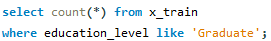 select count(*) from x_train
where education_level like 'Graduate';